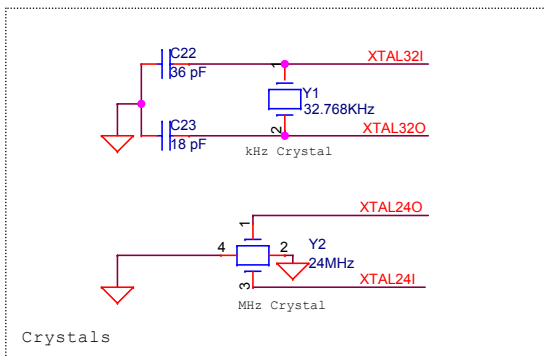 C22
36 pF
XTAL32I
1
Y1
32.768KHz
C23
18 pF
2
XTAL32O
kHz Crystal
XTAL24O
1
4
2
Y2
24MHz
3
XTAL24I
MHz Crystal
Crystals